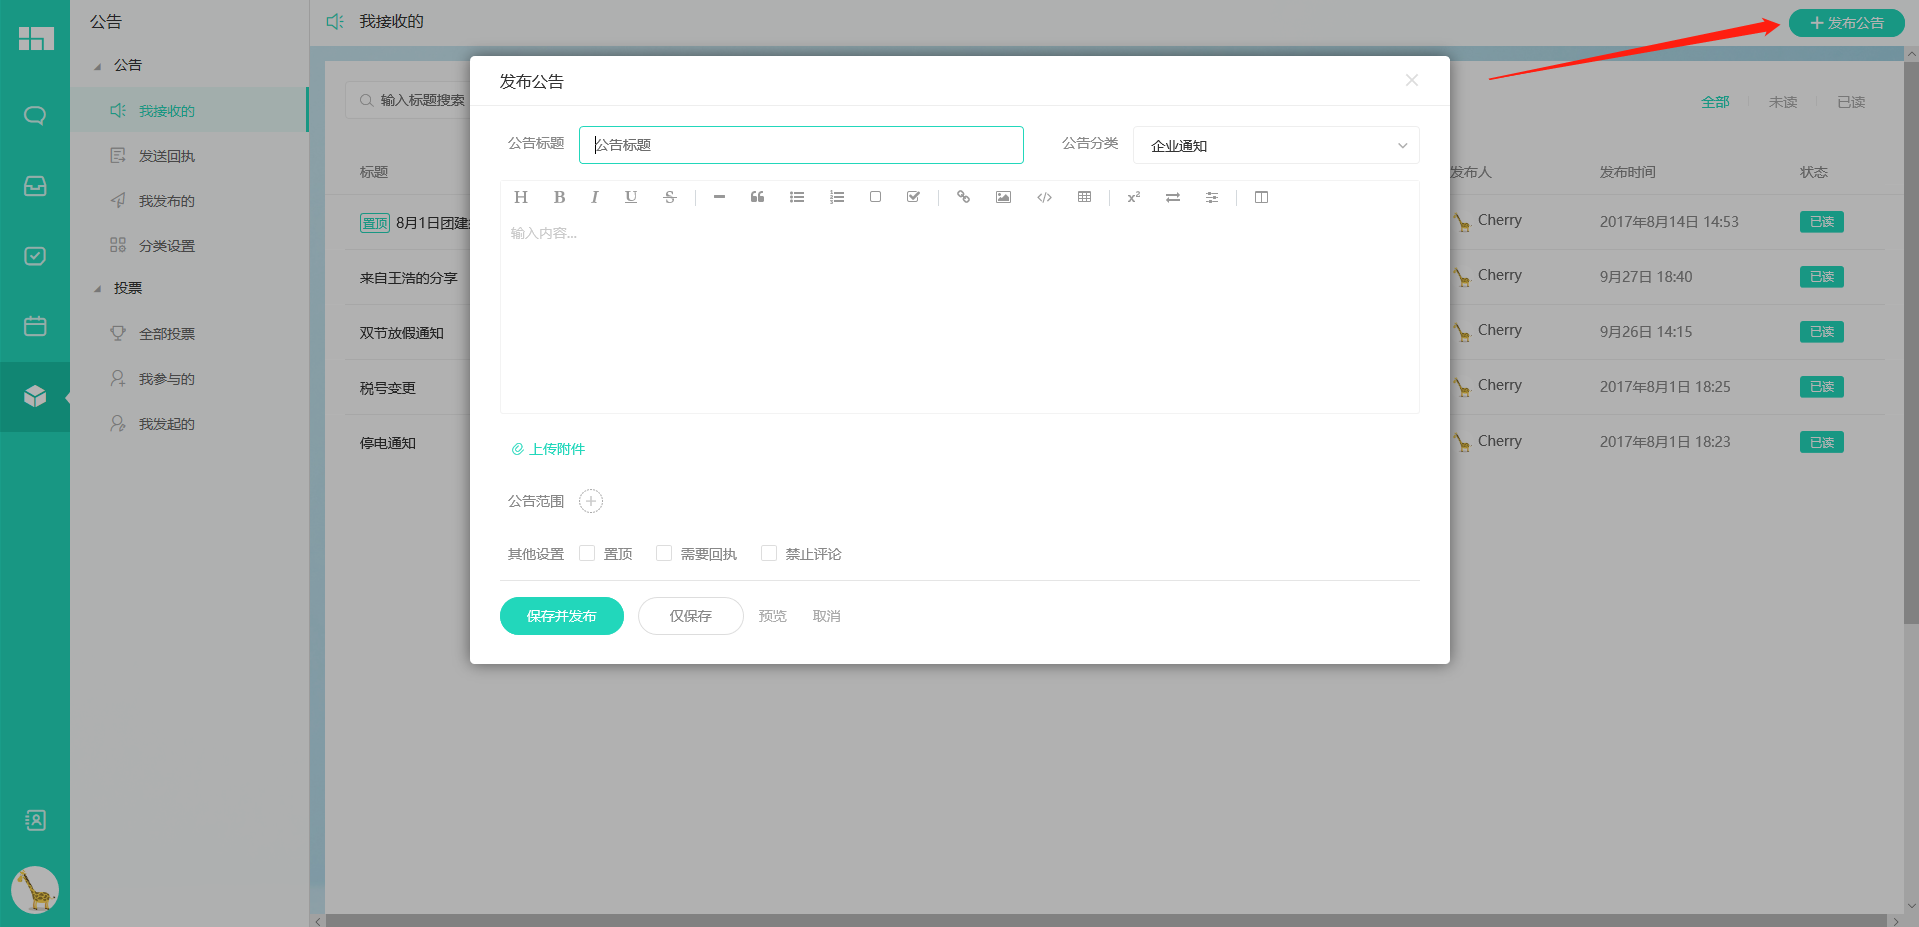 公告
公告
我接收的
发送回执
我发布的
分类设置
投票
全部投票
我参与的
我发起的
我接收的
发布公告
输入标题搜索
全部
未读
已读
标题
发布人
发布时间
状态
置顶 8月1日团建
Cherry
2017年8月14日 14:53
已读
来自王浩的分享
Cherry
9月27日 18:40
已读
双节放假通知
Cherry
9月26日 14:15
已读
税号变更
Cherry
2017年8月1日 18:25
已读
停电通知
Cherry
2017年8月1日 18:23
已读
发布公告
公告标题
公告标题
公告分类
企业通知
H B I U S x²
输入内容...
上传附件
公告范围
其他设置 置顶 需要回执 禁止评论
保存并发布 仅保存 预览 取消